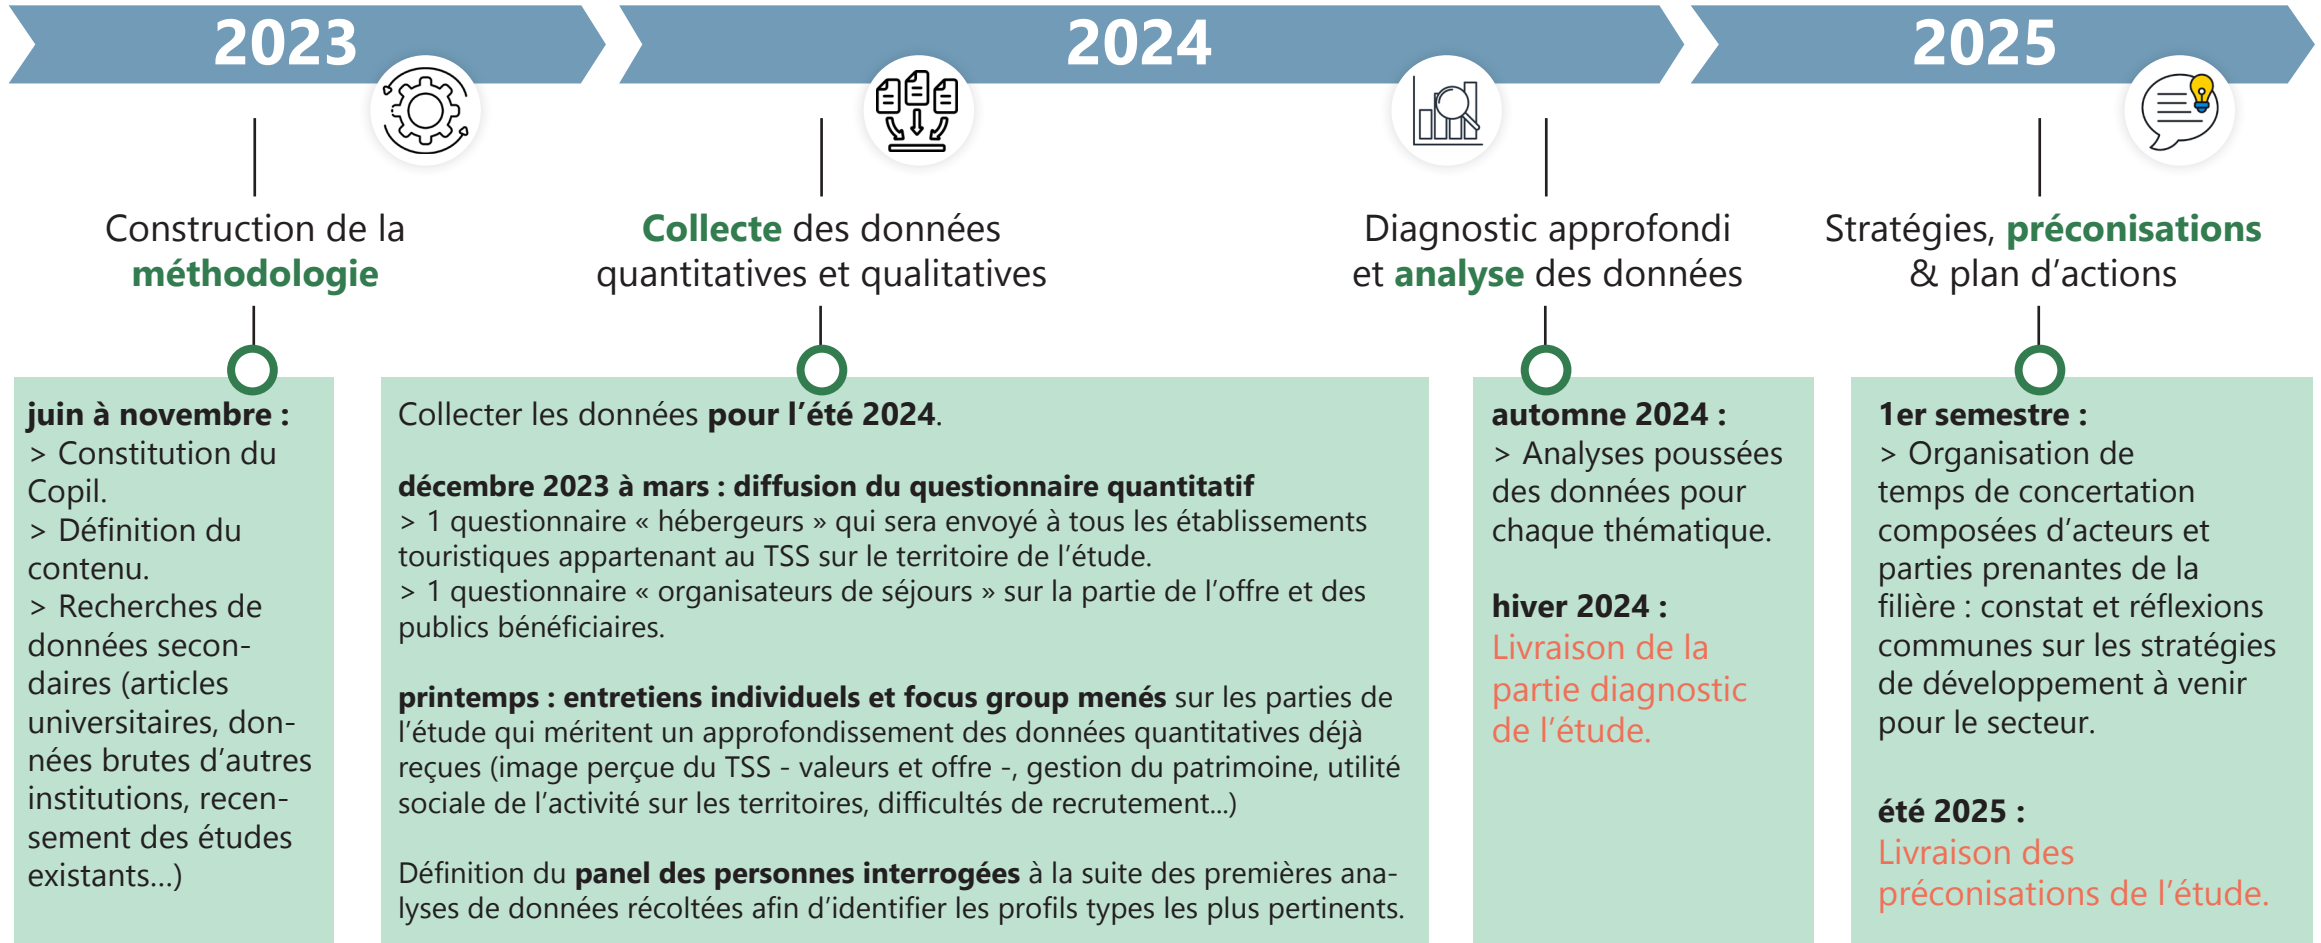 2023
2024
2025
Construction de la
méthodologie
Collecte des données
quantitatives et qualitatives
Diagnostic approfondi
et analyse des données
Stratégies, préconisations
& plan d’actions
juin à novembre :
> Constitution du
Copil.
> Définition du
contenu.
> Recherches de
données secon-
daires (articles
universitaires, don-
nées brutes d’autres
institutions, recen-
sement des études
existants...)
Collecter les données pour l’été 2024.
décembre 2023 à mars : diffusion du questionnaire quantitatif
> 1 questionnaire « hébergeurs » qui sera envoyé à tous les établissements
touristiques appartenant au TSS sur le territoire de l’étude.
> 1 questionnaire « organisateurs de séjours » sur la partie de l’offre et des
publics bénéficiaires.
printemps : entretiens individuels et focus group menés sur les parties de
l’étude qui méritent un approfondissement des données quantitatives déjà
reçues (image perçue du TSS - valeurs et offre -, gestion du patrimoine, utilité
sociale de l’activité sur les territoires, difficultés de recrutement...)
Définition du panel des personnes interrogées à la suite des premières ana-
lyses de données récoltées afin d’identifier les profils types les plus pertinents.
automne 2024 :
> Analyses poussées
des données pour
chaque thématique.
hiver 2024 :
Livraison de la
partie diagnostic
de l’étude.
1er semestre :
> Organisation de
temps de concertation
composées d’acteurs et
parties prenantes de la
filière : constat et réflexions
communes sur les stratégies
de développement à venir
pour le secteur.
été 2025 :
Livraison des
préconisations de l’étude.